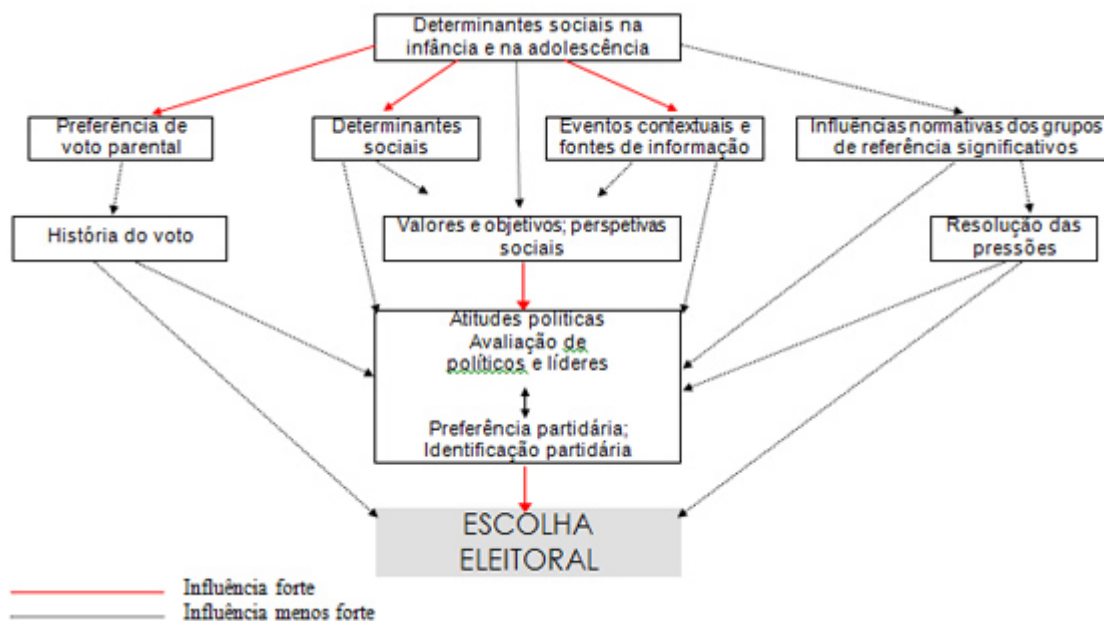 Determinantes sociais na
infância e na adolescência
Preferência de
voto parental
Determinantes
sociais
Eventos contextuais e
fontes de informação
Influências normativas dos grupos
de referência significativos
História do voto
Valores e objetivos; perspetivas
sociais
Resolução das
pressões
Atitudes políticas
Avaliação de
políticos e líderes
Preferência partidária;
Identificação partidária
ESCOLHA
ELEITORAL
Influência forte
Influência menos forte